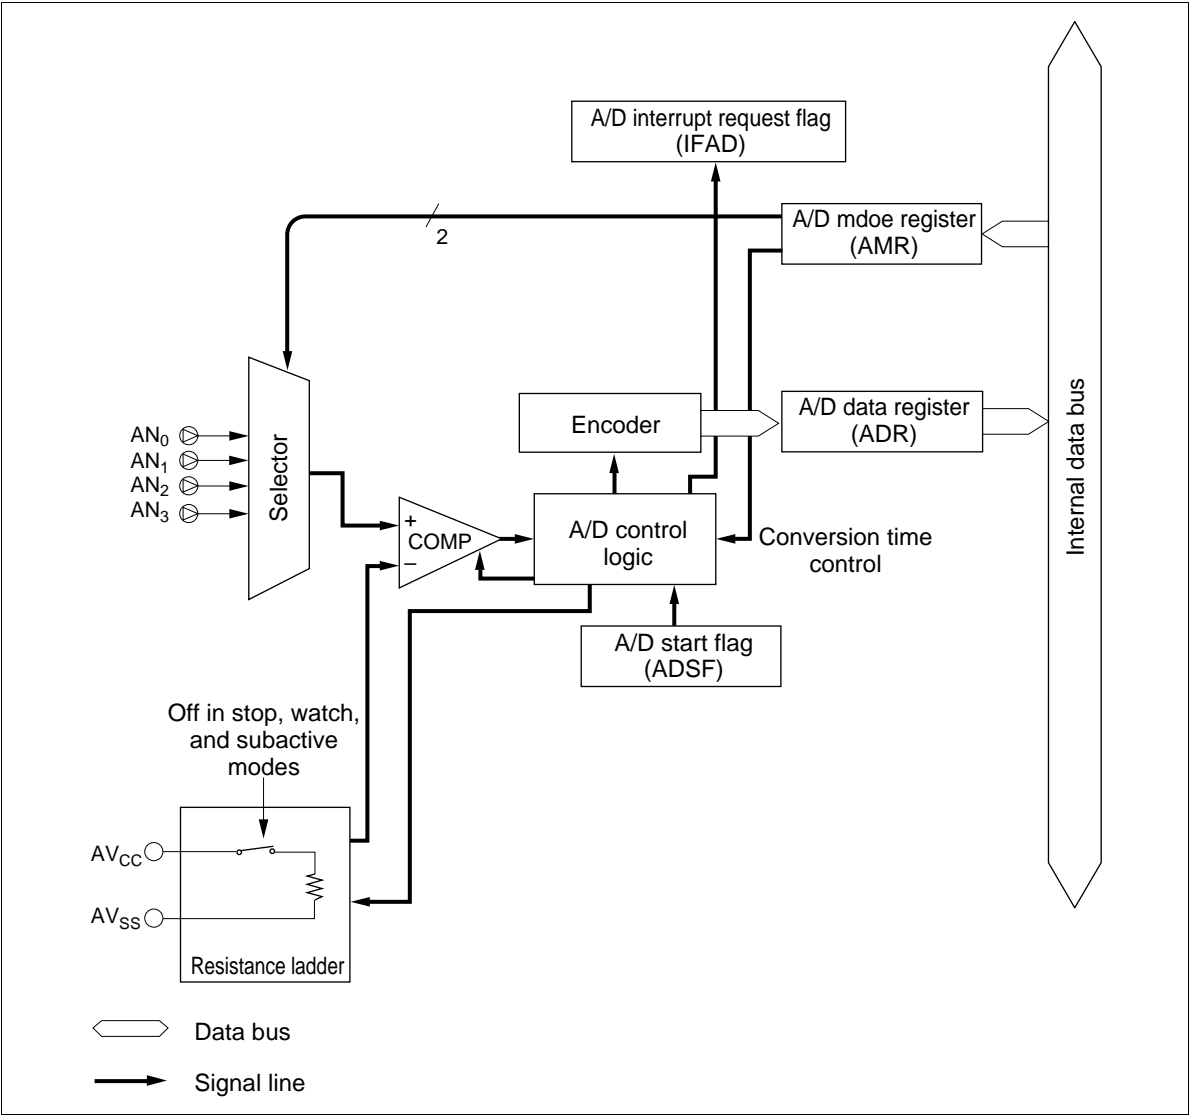 A/D interrupt request flag
(IFAD)
A/D mdoe register
(AMR)
2
Encoder
A/D data register
(ADR)
Internal data bus
AN0
AN1
AN2
AN3
Selector
+
COMP
–
A/D control
logic
Conversion time
control
A/D start flag
(ADSF)
Off in stop, watch,
and subactive
modes
AVCC
AVSS
Resistance ladder
Data bus
Signal line